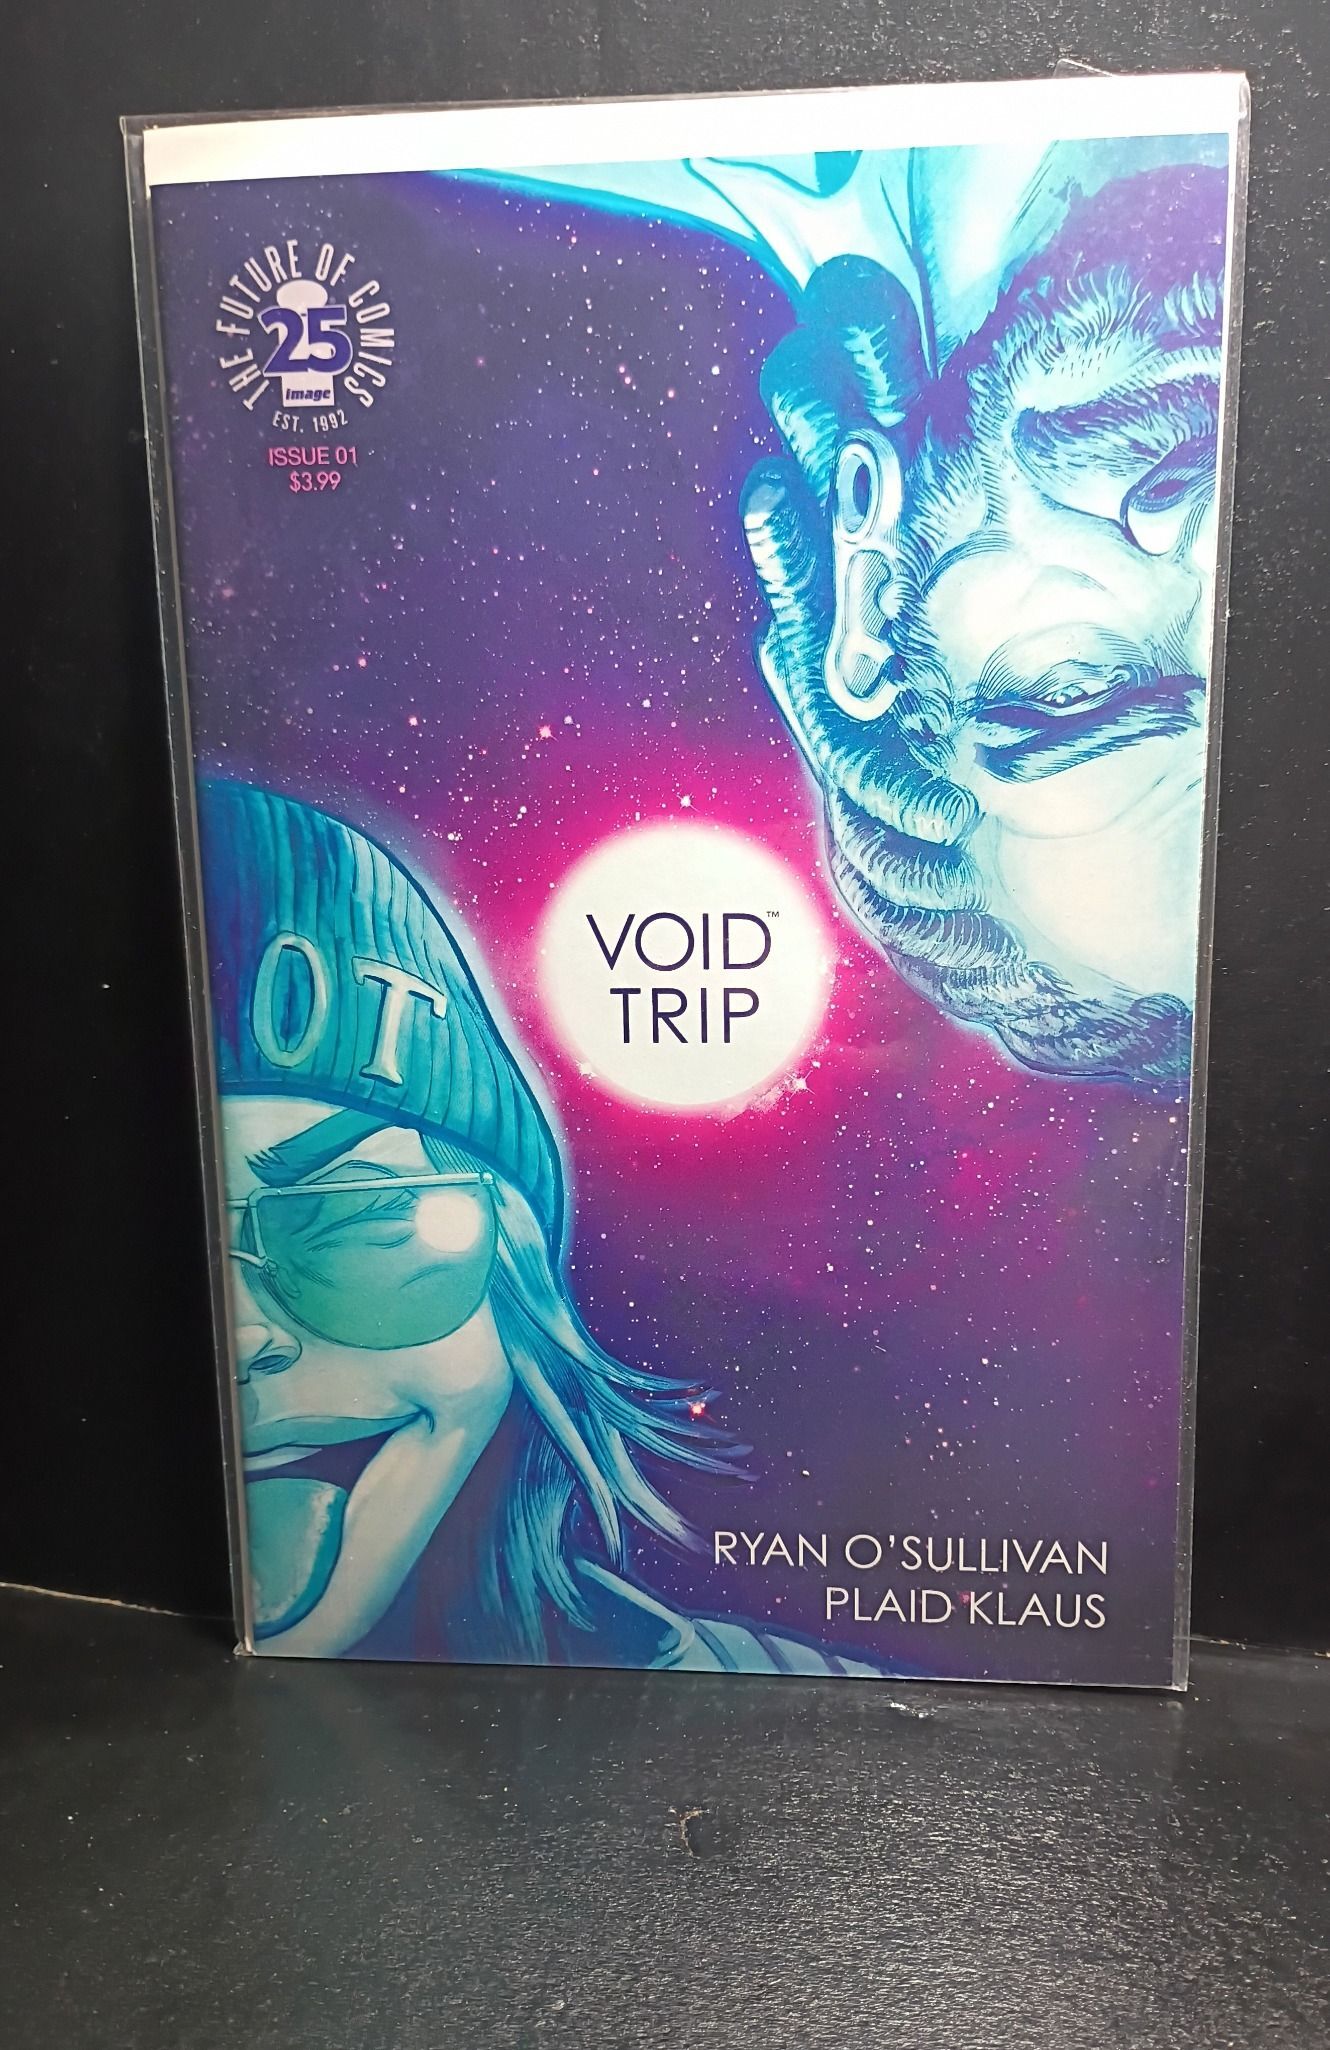 THE FUTURE OF COMICS
25
image
EST. 1992
ISSUE 01
$3.99
VOID™
TRIP
OT
RYAN O'SULLIVAN
PLAID KLAUS